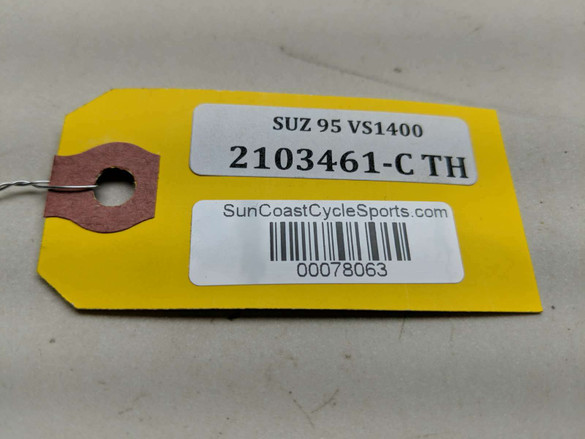 SUZ 95 VS1400
2103461-C TH
SunCoastCycleSports.com
00078063